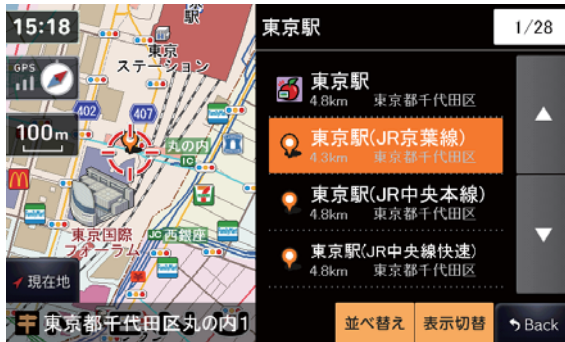 15:18
駅
東京
ステーション
GPS
402
407
100m
丸の内
IC
東京国際
フォーラム
JC 西銀座
現在地
東京都千代田区丸の内1
東京駅
1/28
東京駅
4.8km 東京都千代田区
東京駅(JR京葉線)
4.3km 東京都千代田区
東京駅(JR中央本線)
4.8km 東京都千代田区
東京駅(JR中央線快速)
4.8km 東京都千代田区
並べ替え
表示切替
Back